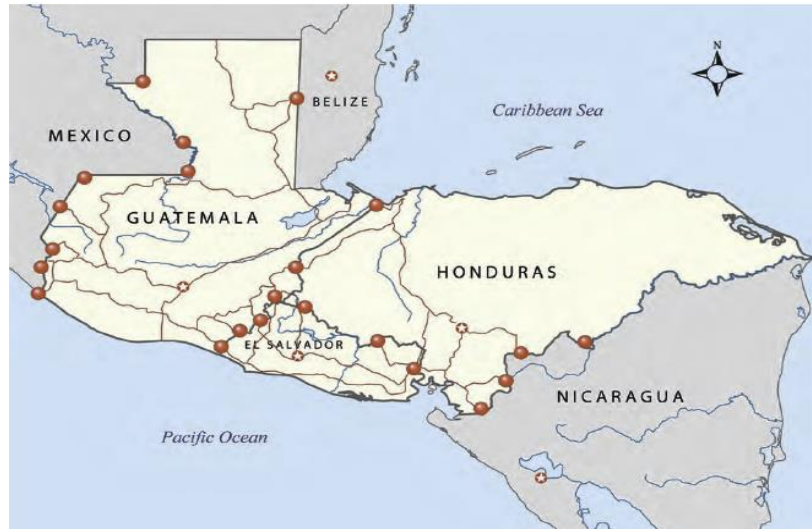 N
BELIZE
Caribbean Sea
MEXICO
GUATEMALA
HONDURAS
EL SALVADOR
NICARAGUA
Pacific Ocean